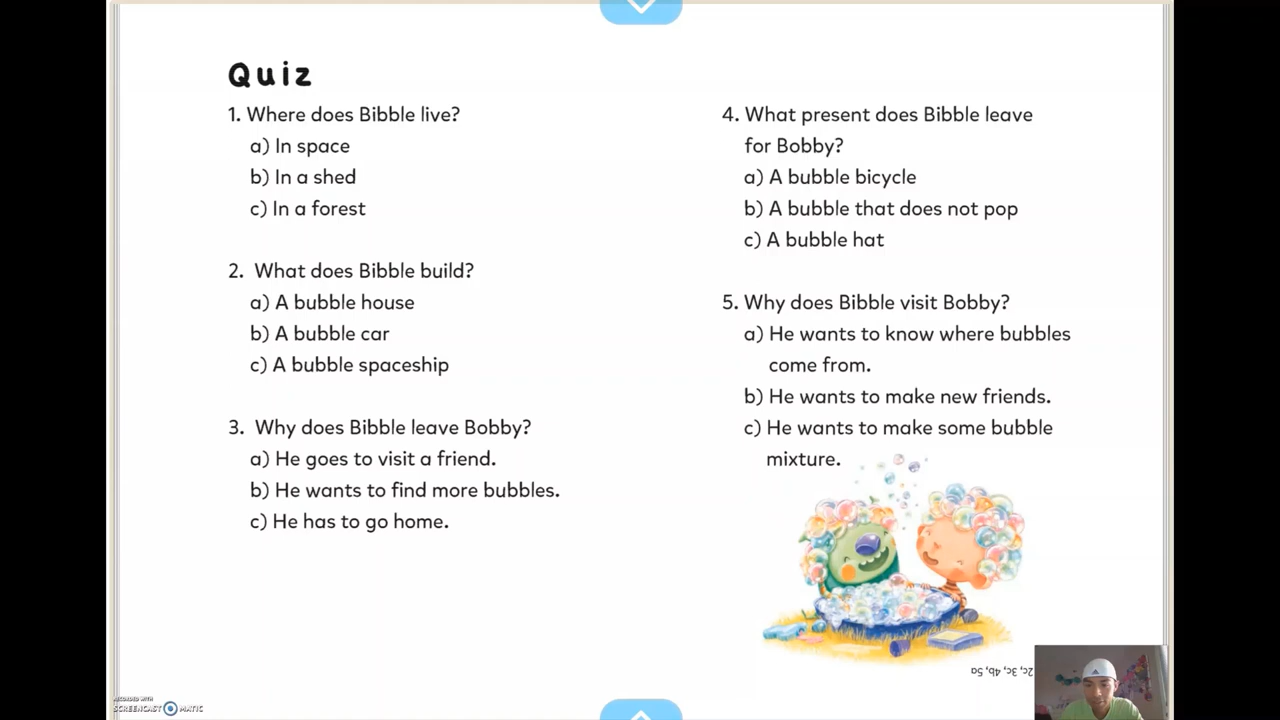 Quiz
1. Where does Bibble live?
a) In space
b) In a shed
c) In a forest
2. What does Bibble build?
a) A bubble house
b) A bubble car
c) A bubble spaceship
3. Why does Bibble leave Bobby?
a) He goes to visit a friend.
b) He wants to find more bubbles.
c) He has to go home.
4. What present does Bibble leave
for Bobby?
a) A bubble bicycle
b) A bubble that does not pop
c) A bubble hat
5. Why does Bibble visit Bobby?
a) He wants to know where bubbles
come from.
b) He wants to make new friends.
c) He wants to make some bubble
mixture.
2c, 3c, 4b, 5a
RECORDED WITH
SCREENCAST MATIC